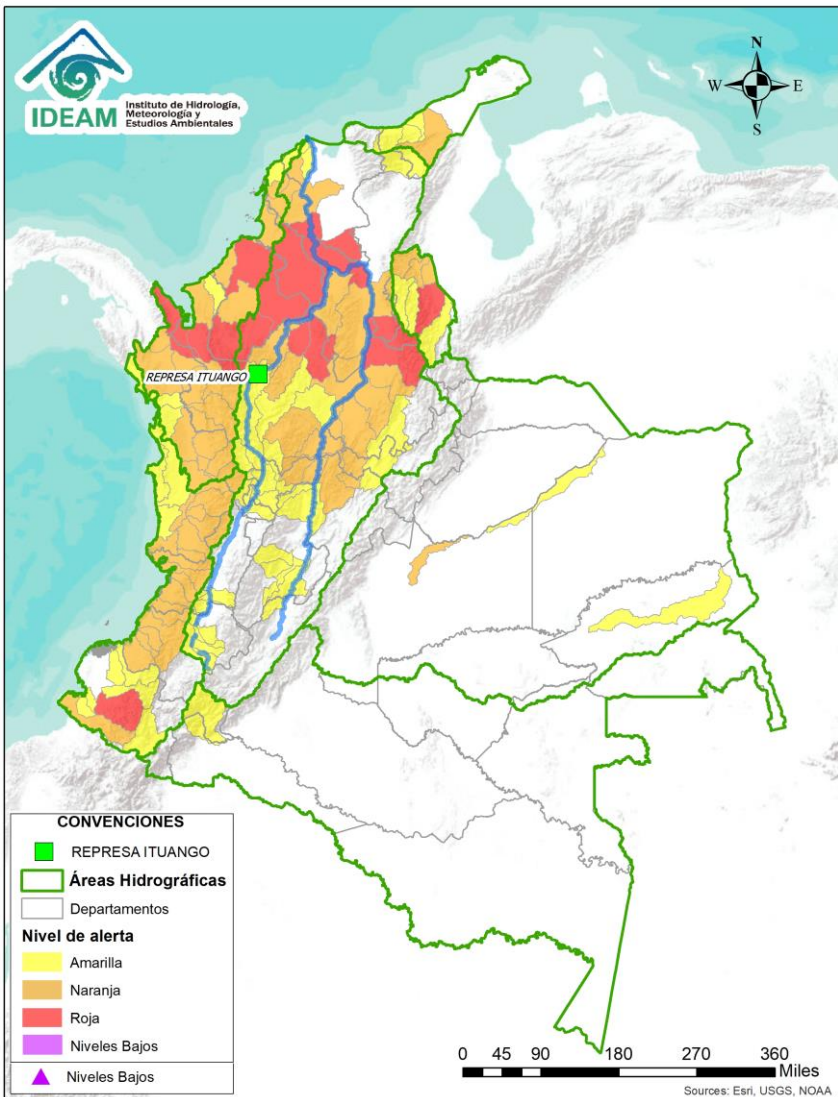 IDEAM
Instituto de Hidrología,
Meteorología y
Estudios Ambientales
N
W
E
S
REPRESA ITUANGO
CONVENCIONES
REPRESA ITUANGO
Áreas Hidrográficas
Departamentos
Nivel de alerta
Amarilla
Naranja
Roja
Niveles Bajos
Niveles Bajos
0 45 90 180 270 360
Miles
Sources: Esri, USGS, NOAA